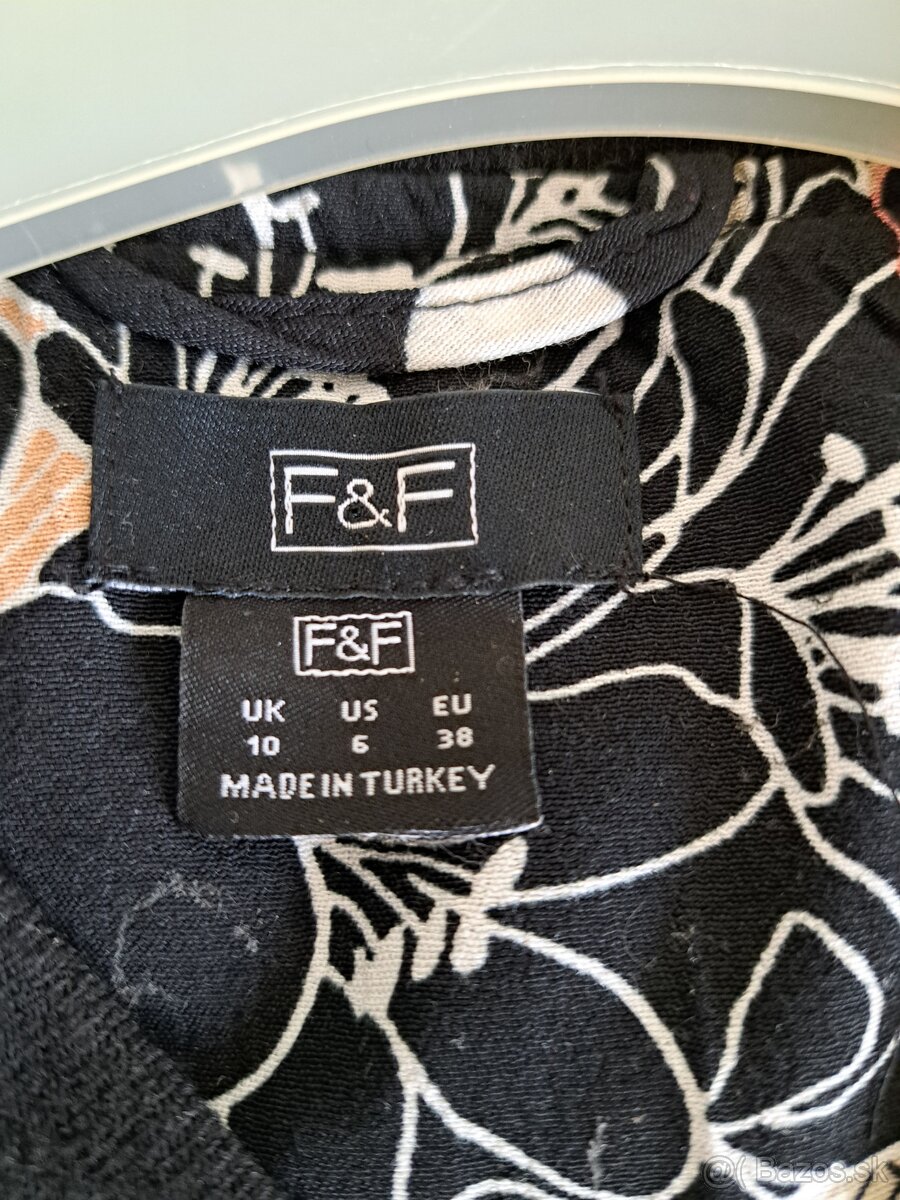 F&F
F&F
UK US EU
10 6 38
MADE IN TURKEY
@( Bazos.sk